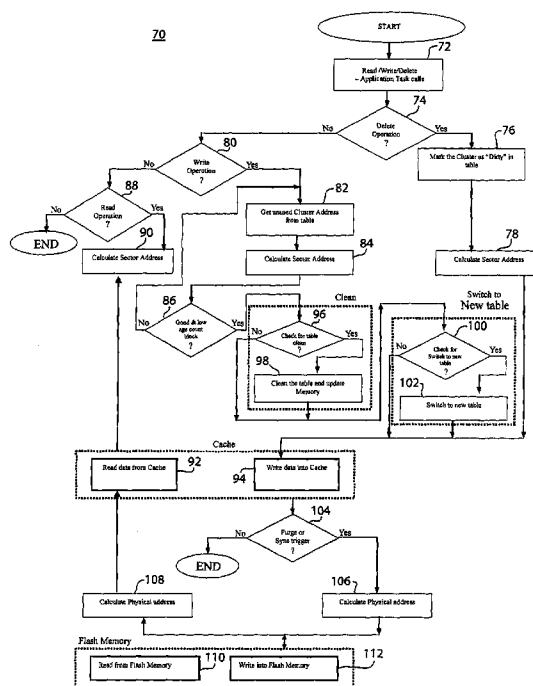 70
START
72
Read /Write/Delete
– Application Task calls
74
Delete
Operation
?
No
Yes
76
Mark the Cluster as "Dirty" in
table
80
Write
Operation
?
No
Yes
88
Read
Operation
?
No
Yes
END
82
Get unused Cluster Address
from table
90
Calculate Sector Address
84
Calculate Sector Address
78
Calculate Sector Address
86
Good & low
age count
block
?
No
Yes
Clean
96
Check for table
clean
?
No
Yes
98
Clean the table and update
Memory
Switch to
New table
100
Check for
Switch to new
table
?
No
Yes
102
Switch to new table
Cache
Read data from Cache
92
94
Write data into Cache
104
Purge or
Sync trigger
?
No
Yes
END
108
Calculate Physical address
106
Calculate Physical address
Flash Memory
Read from Flash Memory
110
Write into Flash Memory
112